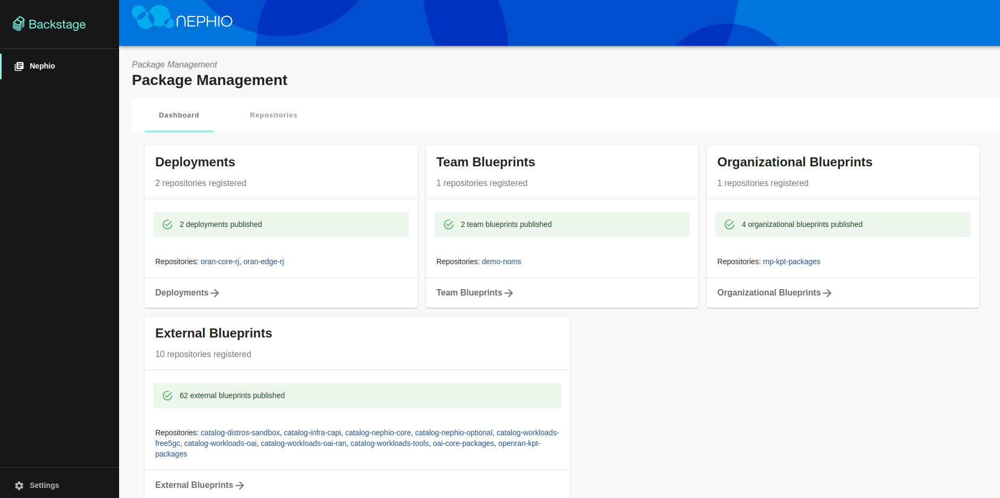 Backstage
Nephio
Settings
NEPHIO
Package Management
Package Management
Dashboard
Repositories
Deployments
2 repositories registered
2 deployments published
Repositories: oran-core-rj, oran-edge-rj
Deployments
Team Blueprints
1 repositories registered
2 team blueprints published
Repositories: demo-noms
Team Blueprints
Organizational Blueprints
1 repositories registered
4 organizational blueprints published
Repositories: rnp-kpt-packages
Organizational Blueprints
External Blueprints
10 repositories registered
62 external blueprints published
Repositories: catalog-distros-sandbox, catalog-infra-capi, catalog-nephio-core, catalog-nephio-optional, catalog-workloads-
free5gc, catalog-workloads-oai, catalog-workloads-oai-ran, catalog-workloads-tools, oai-core-packages, openran-kpt-
packages
External Blueprints